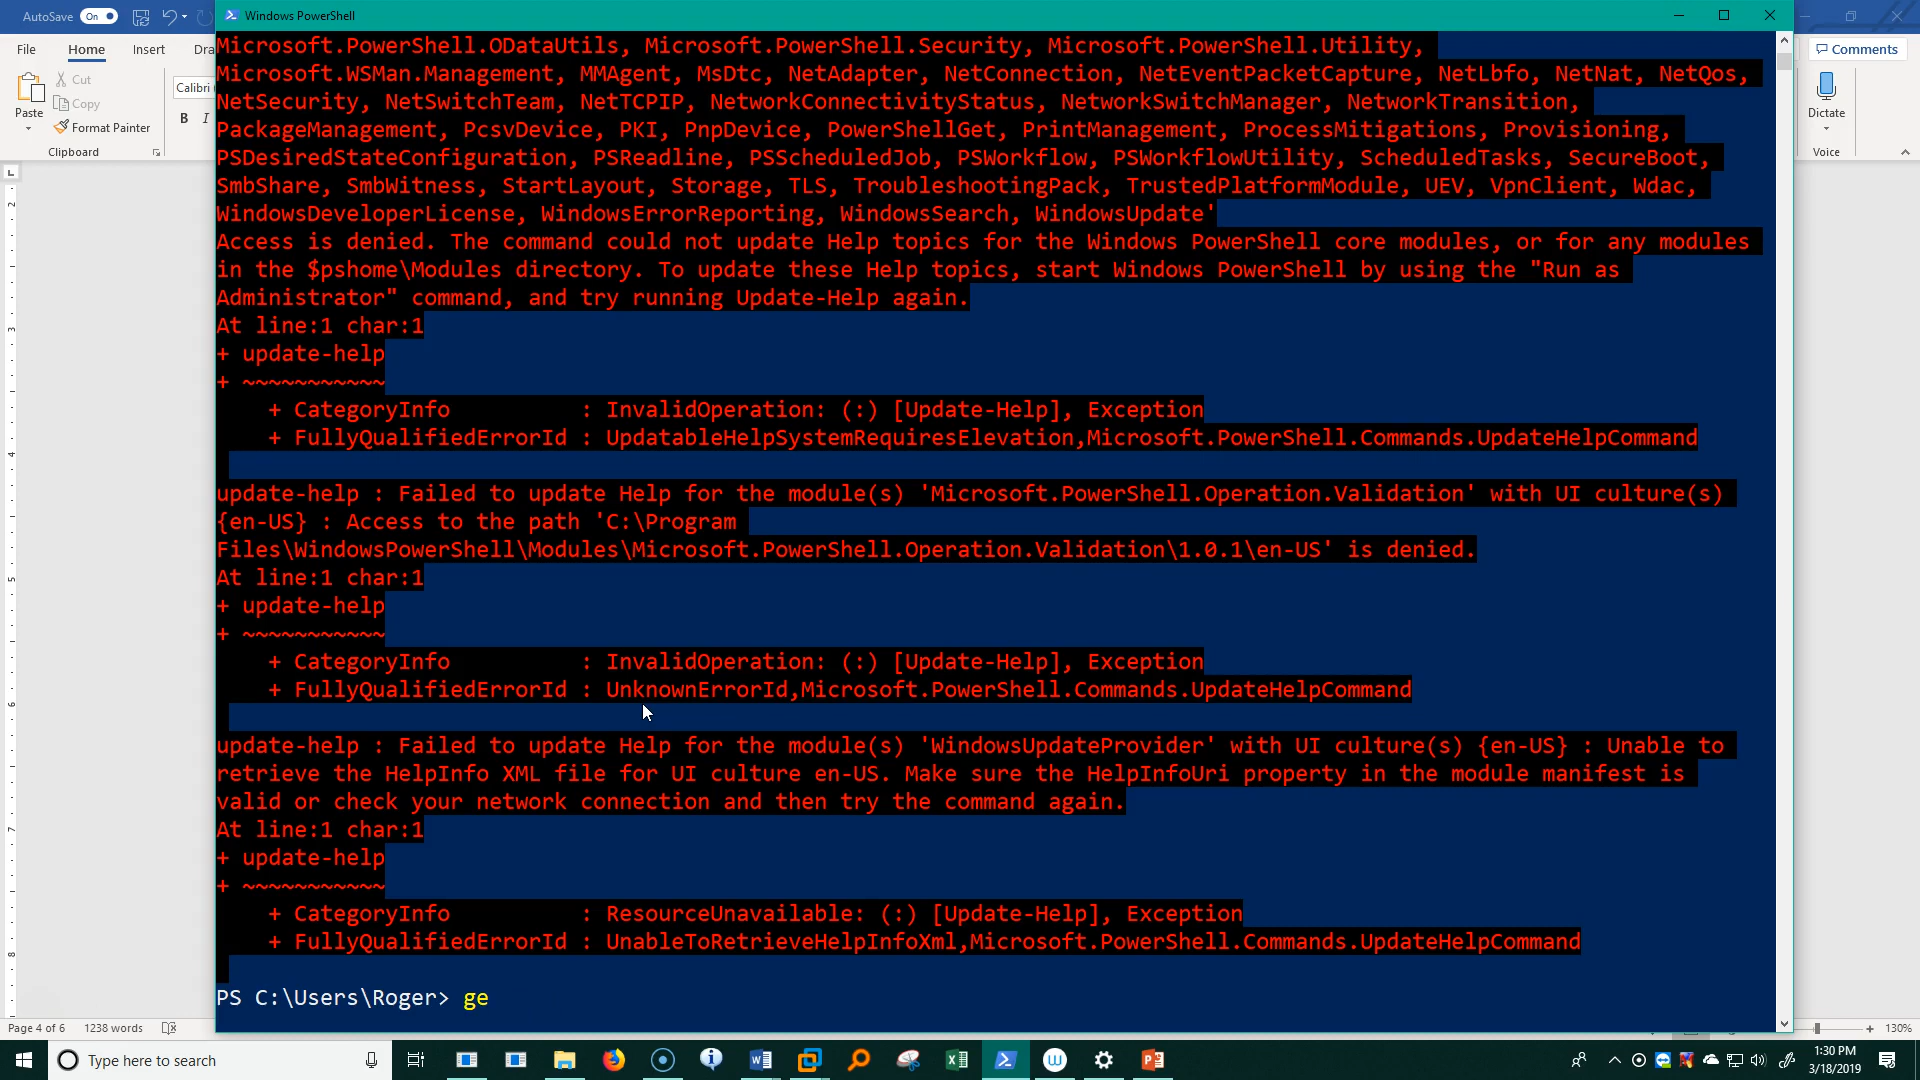 AutoSave On
Windows PowerShell
File Home Insert Dra
Comments
Paste
Cut
Copy
Format Painter
Clipboard
Calibri
B I
Dictate
Voice
Microsoft.PowerShell.ODataUtils, Microsoft.PowerShell.Security, Microsoft.PowerShell.Utility,
Microsoft.WSMan.Management, MMAgent, MsDtc, NetAdapter, NetConnection, NetEventPacketCapture, NetLbfo, NetNat, NetQos,
NetSecurity, NetSwitchTeam, NetTCPIP, NetworkConnectivityStatus, NetworkSwitchManager, NetworkTransition,
PackageManagement, PcsvDevice, PKI, PnpDevice, PowerShellGet, PrintManagement, ProcessMitigations, Provisioning,
PSDesiredStateConfiguration, PSReadline, PSScheduledJob, PSWorkflow, PSWorkflowUtility, ScheduledTasks, SecureBoot,
SmbShare, SmbWitness, StartLayout, Storage, TLS, TroubleshootingPack, TrustedPlatformModule, UEV, VpnClient, Wdac,
WindowsDeveloperLicense, WindowsErrorReporting, WindowsSearch, WindowsUpdate'
Access is denied. The command could not update Help topics for the Windows PowerShell core modules, or for any modules
in the $pshome\Modules directory. To update these Help topics, start Windows PowerShell by using the "Run as
Administrator" command, and try running Update-Help again.
At line:1 char:1
+ update-help
+ ~~~~~~~~~~~
+ CategoryInfo : InvalidOperation: (:) [Update-Help], Exception
+ FullyQualifiedErrorId : UpdatableHelpSystemRequiresElevation,Microsoft.PowerShell.Commands.UpdateHelpCommand
update-help : Failed to update Help for the module(s) 'Microsoft.PowerShell.Operation.Validation' with UI culture(s)
{en-US} : Access to the path 'C:\Program
Files\WindowsPowerShell\Modules\Microsoft.PowerShell.Operation.Validation\1.0.1\en-US' is denied.
At line:1 char:1
+ update-help
+ ~~~~~~~~~~~
+ CategoryInfo : InvalidOperation: (:) [Update-Help], Exception
+ FullyQualifiedErrorId : UnknownErrorId,Microsoft.PowerShell.Commands.UpdateHelpCommand
update-help : Failed to update Help for the module(s) 'WindowsUpdateProvider' with UI culture(s) {en-US} : Unable to
retrieve the HelpInfo XML file for UI culture en-US. Make sure the HelpInfoUri property in the module manifest is
valid or check your network connection and then try the command again.
At line:1 char:1
+ update-help
+ ~~~~~~~~~~~
+ CategoryInfo : ResourceUnavailable: (:) [Update-Help], Exception
+ FullyQualifiedErrorId : UnableToRetrieveHelpInfoXml,Microsoft.PowerShell.Commands.UpdateHelpCommand
PS C:\Users\Roger> ge
2
3
4
5
6
7
8
Page 4 of 6 1238 words
130%
Type here to search
1:30 PM
3/18/2019